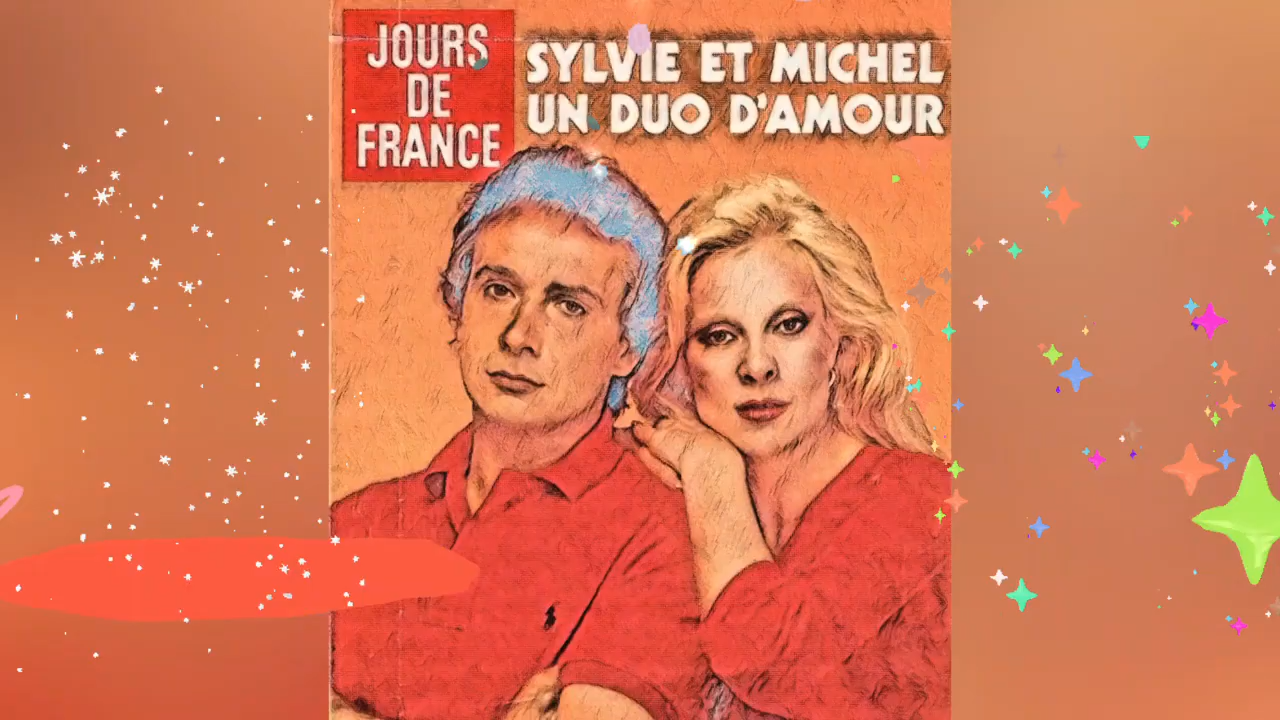 JOURS
DE
FRANCE
SYLVIE ET MICHEL
UN DUO D'AMOUR